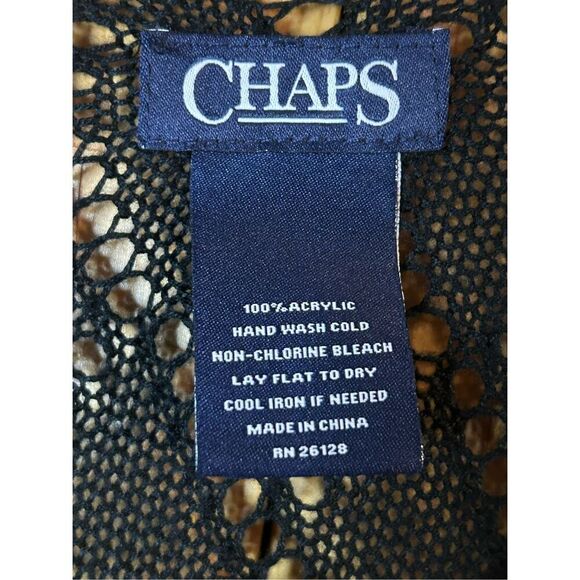 CHAPS
100% ACRYLIC
HAND WASH COLD
NON-CHLORINE BLEACH
LAY FLAT TO DRY
COOL IRON IF NEEDED
MADE IN CHINA
RN 26128